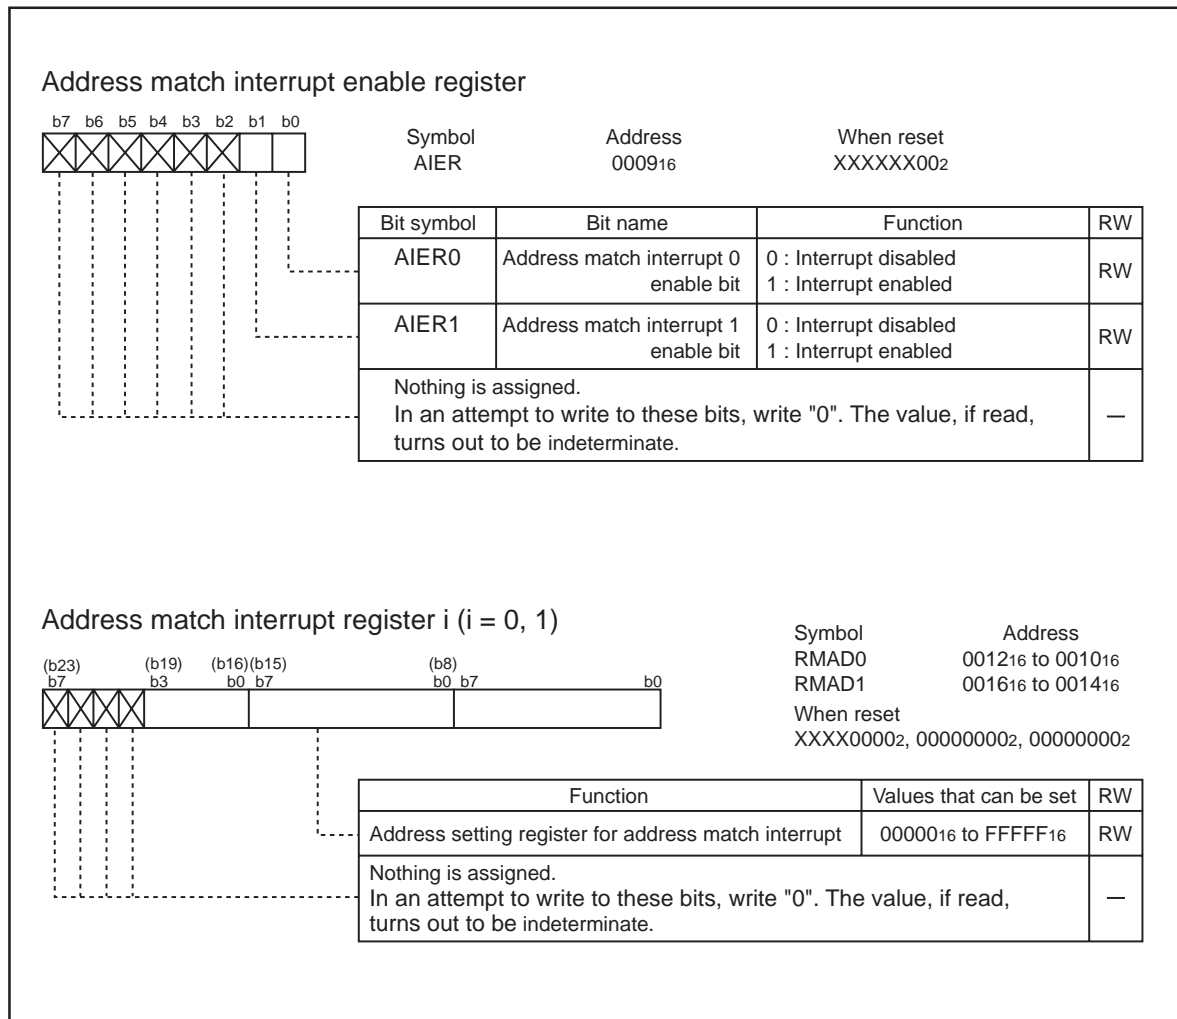 Address match interrupt enable register
b7 b6 b5 b4 b3 b2 b1 b0
Symbol Address When reset
AIER 000916 XXXXXX002
Bit symbol Bit name Function RW
AIER0 Address match interrupt 0 enable bit 0 : Interrupt disabled RW
1 : Interrupt enabled
AIER1 Address match interrupt 1 enable bit 0 : Interrupt disabled RW
1 : Interrupt enabled
Nothing is assigned.
In an attempt to write to these bits, write "0". The value, if read, —
turns out to be indeterminate.
Address match interrupt register i (i = 0, 1)
Symbol Address
RMAD0 001216 to 001016
RMAD1 001616 to 001416
When reset
XXXX00002, 000000002, 000000002
(b23) (b19) (b16)(b15) (b8)
b7 b3 b0 b7 b0 b7 b0
Function Values that can be set RW
Address setting register for address match interrupt 0000016 to FFFFF16 RW
Nothing is assigned.
In an attempt to write to these bits, write "0". The value, if read, —
turns out to be indeterminate.